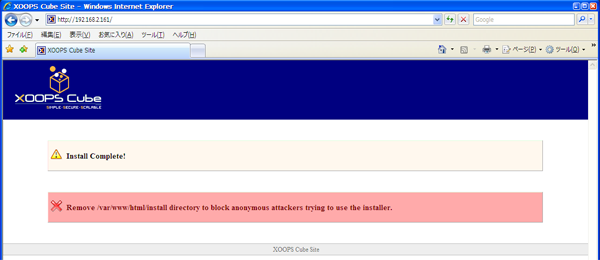 XOOPS Cube Site - Windows Internet Explorer
http://192.168.2.161/
Google
ファイル(F) 編集(E) 表示(V) お気に入り(A) ツール(T) ヘルプ(H)
XOOPS Cube Site
ページ(P) ツール(O)
XOOPS Cube
SIMPLE·SECURE·SCALABLE
Install Complete!
Remove /var/www/html/install directory to block anonymous attackers trying to use the installer.
XOOPS Cube Site